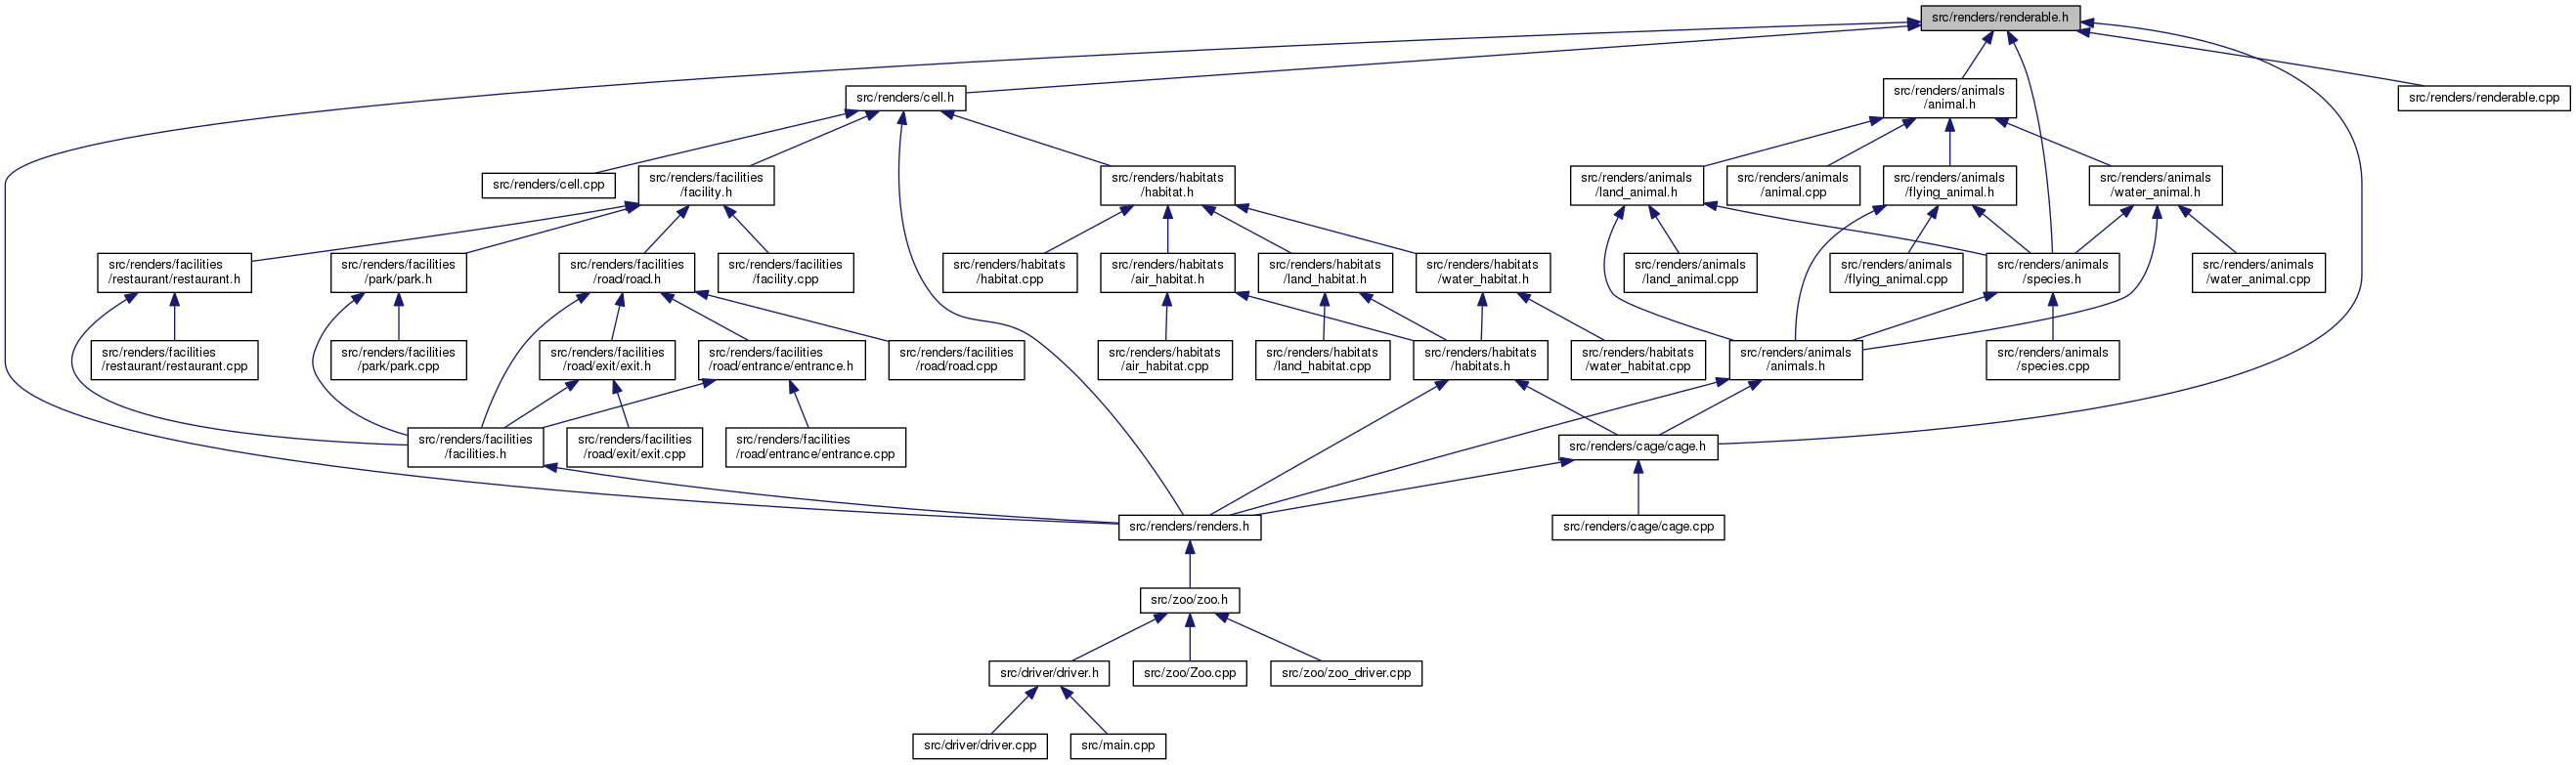 src/renders/renderable.h
src/renders/cell.h
src/renders/animals
/animal.h
src/renders/renderable.cpp
src/renders/cell.cpp
src/renders/facilities
/facility.h
src/renders/habitats
/habitat.h
src/renders/animals
/land_animal.h
src/renders/animals
/animal.cpp
src/renders/animals
/flying_animal.h
src/renders/animals
/water_animal.h
src/renders/facilities
/restaurant/restaurant.h
src/renders/facilities
/park/park.h
src/renders/facilities
/road/road.h
src/renders/facilities
/facility.cpp
src/renders/habitats
/habitat.cpp
src/renders/habitats
/air_habitat.h
src/renders/habitats
/land_habitat.h
src/renders/habitats
/water_habitat.h
src/renders/animals
/land_animal.cpp
src/renders/animals
/flying_animal.cpp
src/renders/animals
/species.h
src/renders/animals
/water_animal.cpp
src/renders/facilities
/restaurant/restaurant.cpp
src/renders/facilities
/park/park.cpp
src/renders/facilities
/road/exit/exit.h
src/renders/facilities
/road/entrance/entrance.h
src/renders/facilities
/road/road.cpp
src/renders/habitats
/air_habitat.cpp
src/renders/habitats
/land_habitat.cpp
src/renders/habitats
/habitats.h
src/renders/habitats
/water_habitat.cpp
src/renders/animals
/animals.h
src/renders/animals
/species.cpp
src/renders/facilities
/facilities.h
src/renders/facilities
/road/exit/exit.cpp
src/renders/facilities
/road/entrance/entrance.cpp
src/renders/cage/cage.h
src/renders/renders.h
src/renders/cage/cage.cpp
src/zoo/zoo.h
src/driver/driver.h
src/zoo/Zoo.cpp
src/zoo/zoo_driver.cpp
src/driver/driver.cpp
src/main.cpp